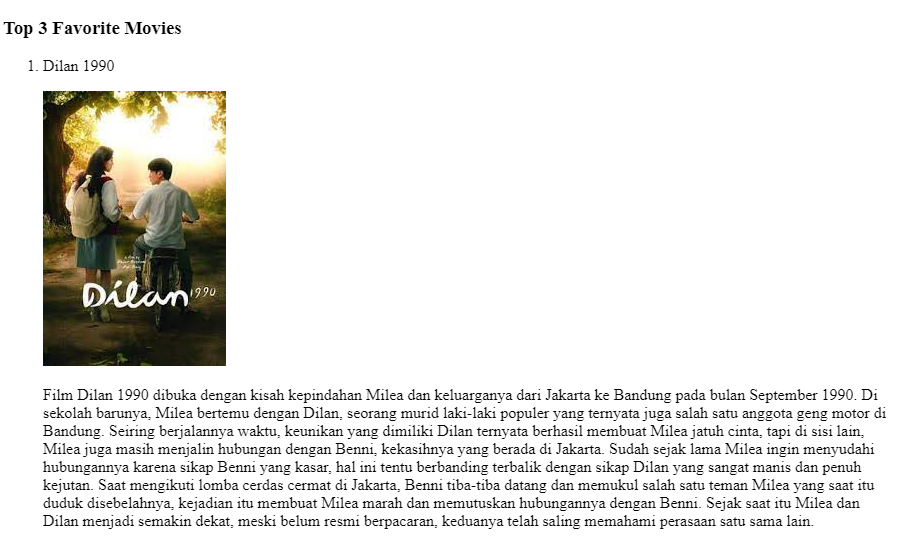 Top 3 Favorite Movies
1. Dilan 1990
Dilan 1990
Film Dilan 1990 dibuka dengan kisah kepindahan Milea dan keluarganya dari Jakarta ke Bandung pada bulan September 1990. Di
sekolah barunya, Milea bertemu dengan Dilan, seorang murid laki-laki populer yang ternyata juga salah satu anggota geng motor di
Bandung. Seiring berjalannya waktu, keunikan yang dimiliki Dilan ternyata berhasil membuat Milea jatuh cinta, tapi di sisi lain,
Milea juga masih menjalin hubungan dengan Benni, kekasihnya yang berada di Jakarta. Sudah sejak lama Milea ingin menyudahi
hubungannya karena sikap Benni yang kasar, hal ini tentu berbanding terbalik dengan sikap Dilan yang sangat manis dan penuh
kejutan. Saat mengikuti lomba cerdas cermat di Jakarta, Benni tiba-tiba datang dan memukul salah satu teman Milea yang saat itu
duduk disebelahnya, kejadian itu membuat Milea marah dan memutuskan hubungannya dengan Benni. Sejak saat itu Milea dan
Dilan menjadi semakin dekat, meski belum resmi berpacaran, keduanya telah saling memahami perasaan satu sama lain.